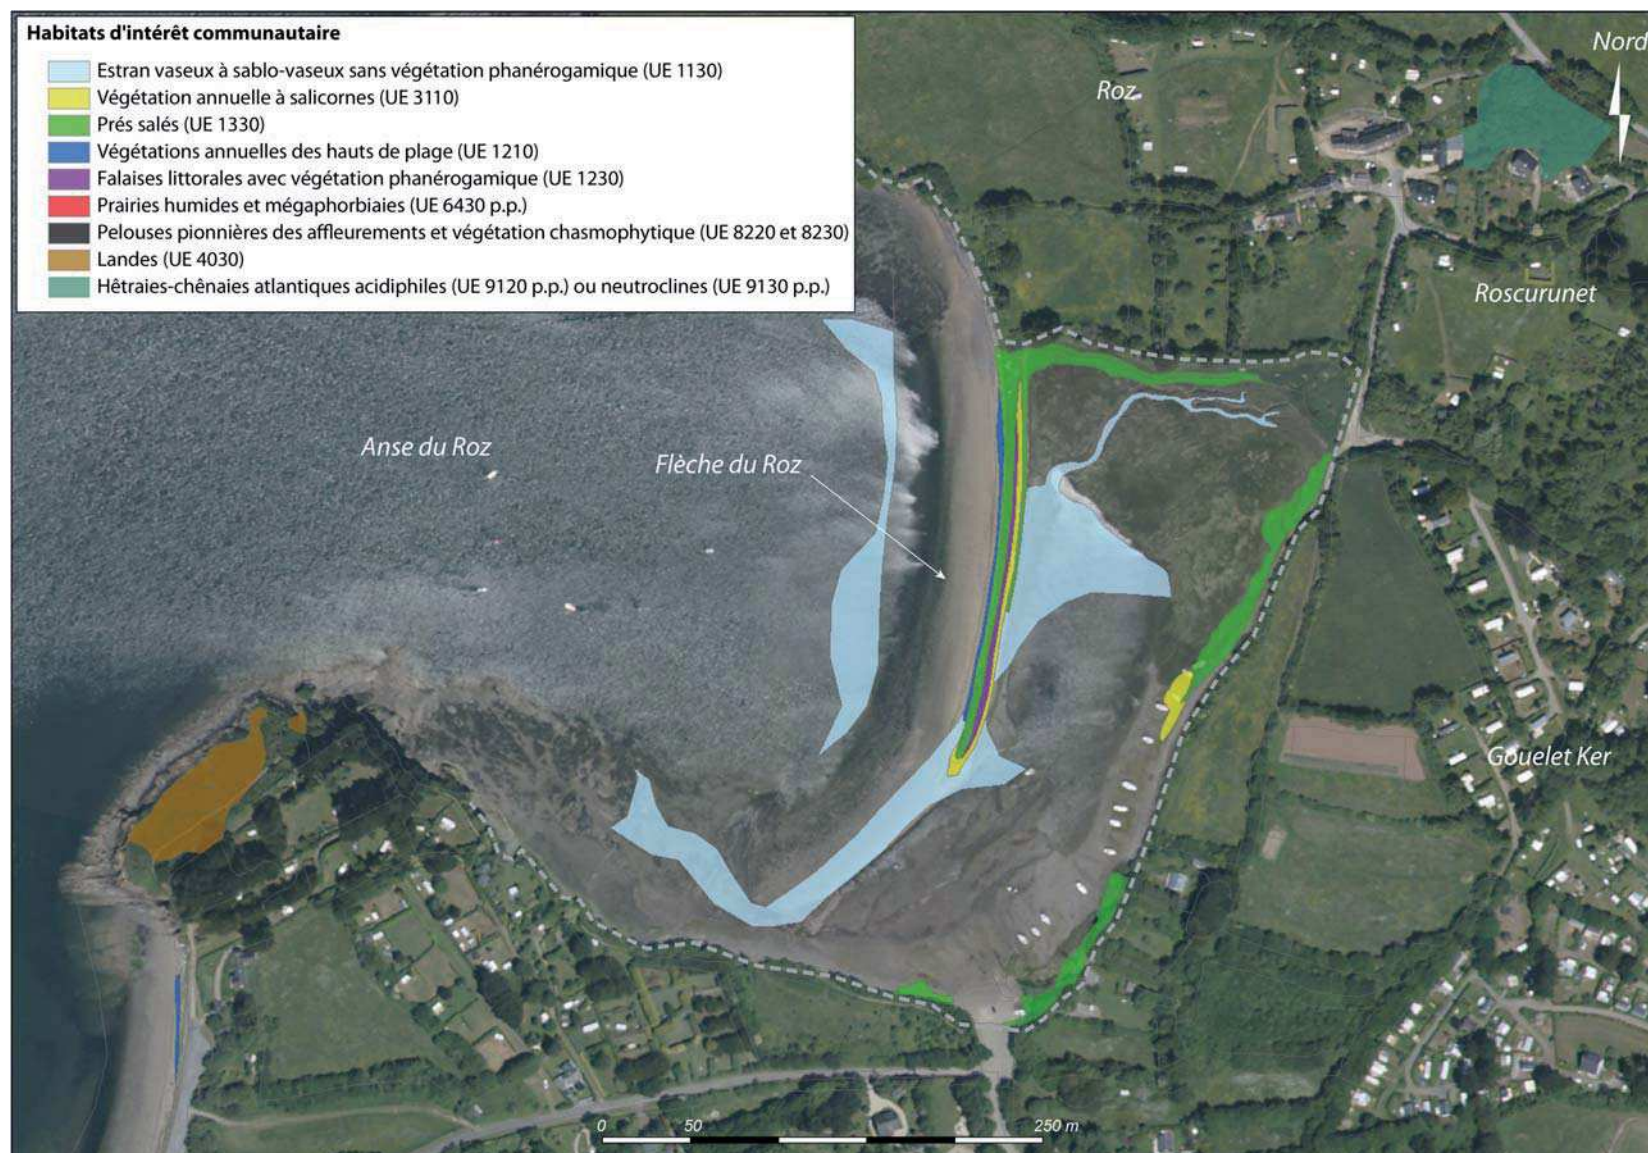 Habitats d'intérêt communautaire
Estran vaseux à sablo-vaseux sans végétation phanérogamique (UE 1130)
Végétation annuelle à salicornes (UE 3110)
Prés salés (UE 1330)
Végétations annuelles des hauts de plage (UE 1210)
Falaises littorales avec végétation phanérogamique (UE 1230)
Prairies humides et mégaphorbiaies (UE 6430 p.p.)
Pelouses pionnières des affleurements et végétation chasmophytique (UE 8220 et 8230)
Landes (UE 4030)
Hêtraies-chênaies atlantiques acidiphiles (UE 9120 p.p.) ou neutroclines (UE 9130 p.p.)
Nord
Roz
Roscurunet
Anse du Roz
Flèche du Roz
Gouelet Ker
0 50 250 m